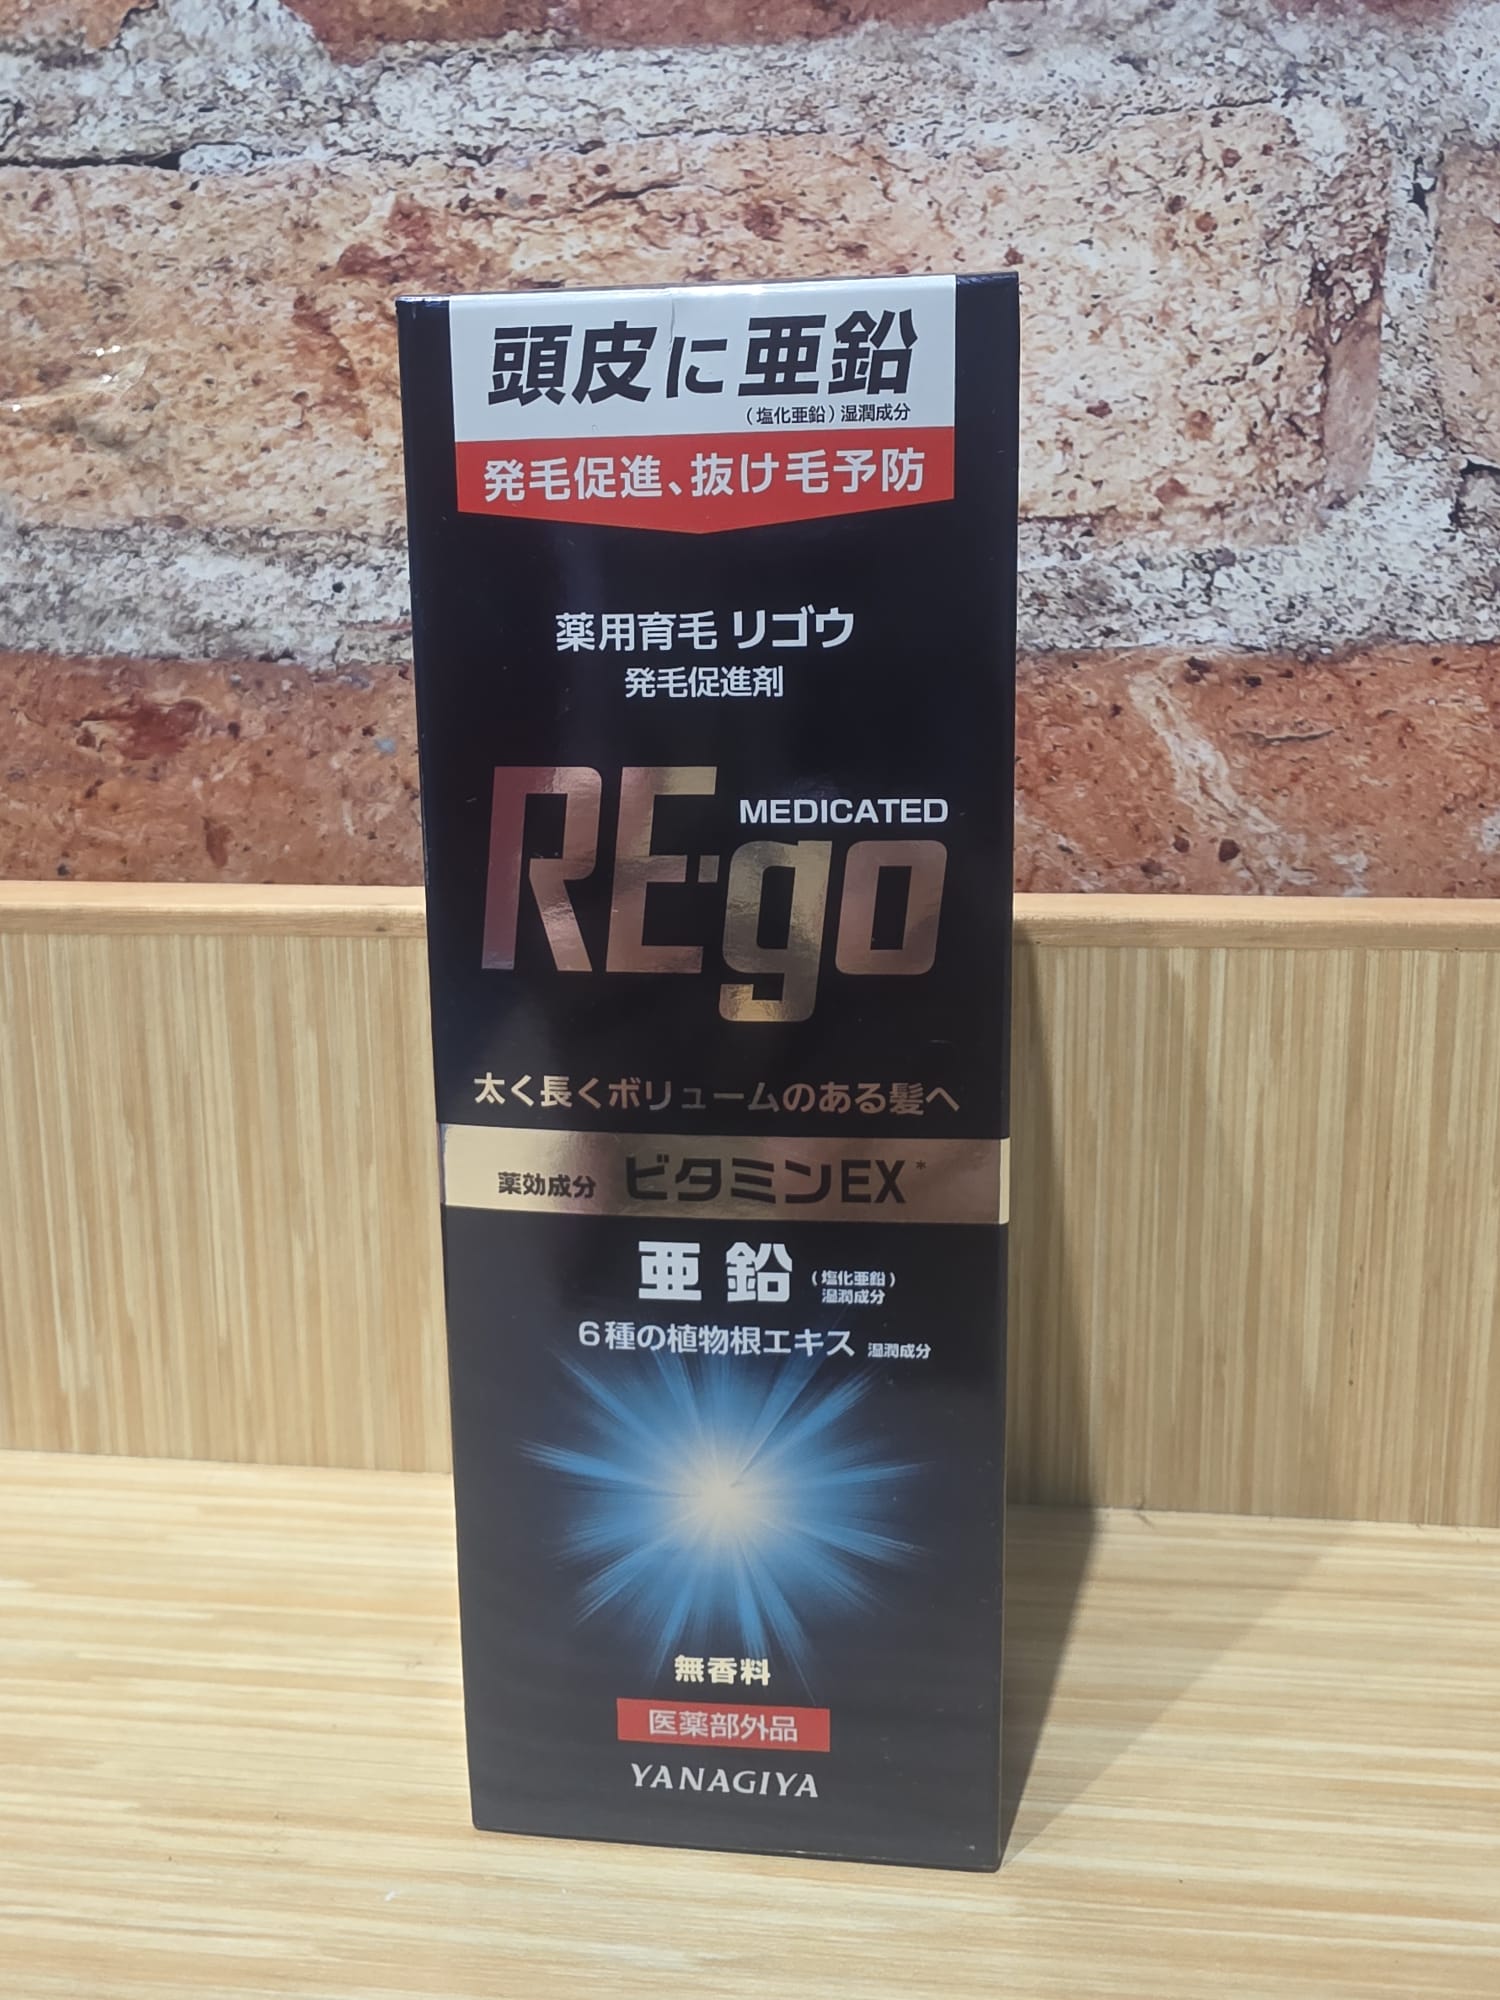 頭皮に亜鉛
(塩化亜鉛)湿潤成分
発毛促進、抜け毛予防
薬用育毛 リゴウ
発毛促進剤
MEDICATED
RE·go
太く長くボリュームのある髪へ
薬効成分 ビタミンEX*
亜鉛 (塩化亜鉛)
湿潤成分
6種の植物根エキス 湿潤成分
無香料
医薬部外品
YANAGIYA